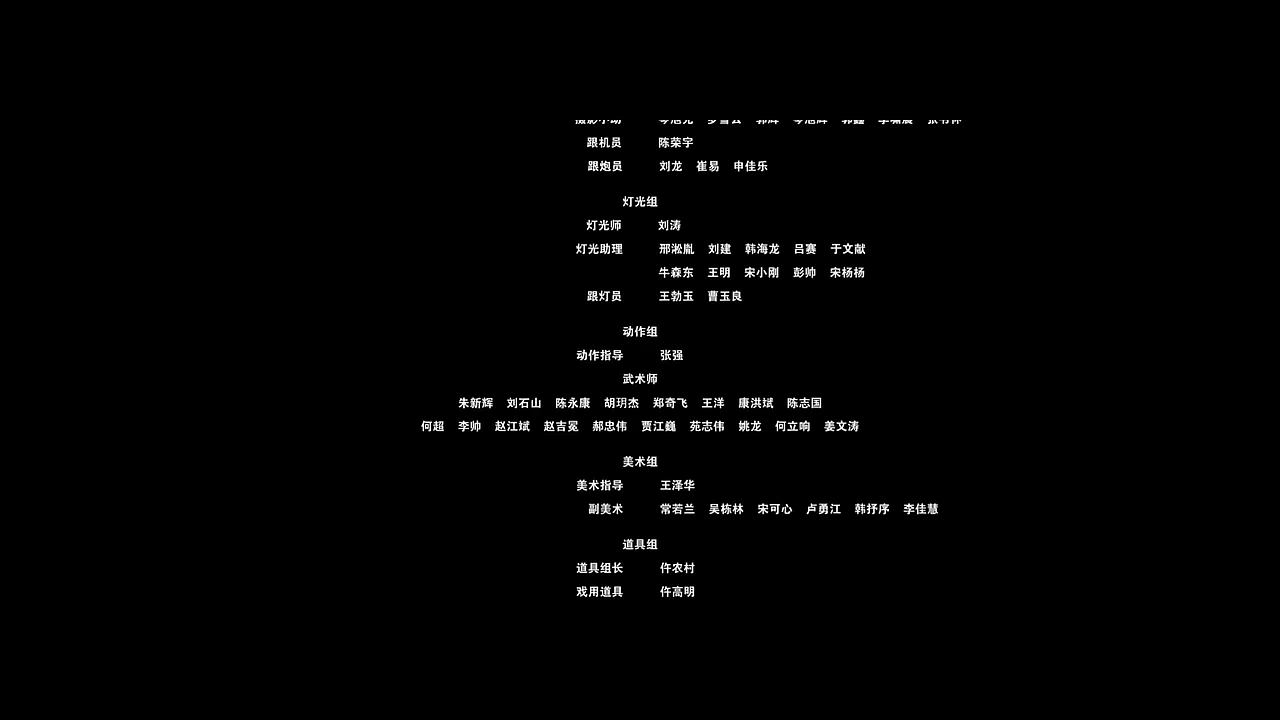 跟机员 陈荣宇
跟炮员 刘龙 崔易 申佳乐
灯光组
灯光师 刘涛
灯光助理 邢淞胤 刘建 韩海龙 吕赛 于文献
牛森东 王明 宋小刚 彭帅 宋杨杨
跟灯员 王勃玉 曹玉良
动作组
动作指导 张强
武术师
朱新辉 刘石山 陈永康 胡玥杰 郑奇飞 王洋 康洪斌 陈志国
何超 李帅 赵江斌 赵吉冕 郝忠伟 贾江巍 苑志伟 姚龙 何立响 姜文涛
美术组
美术指导 王泽华
副美术 常若兰 吴栋林 宋可心 卢勇江 韩抒序 李佳慧
道具组
道具组长 仵农村
戏用道具 仵高明